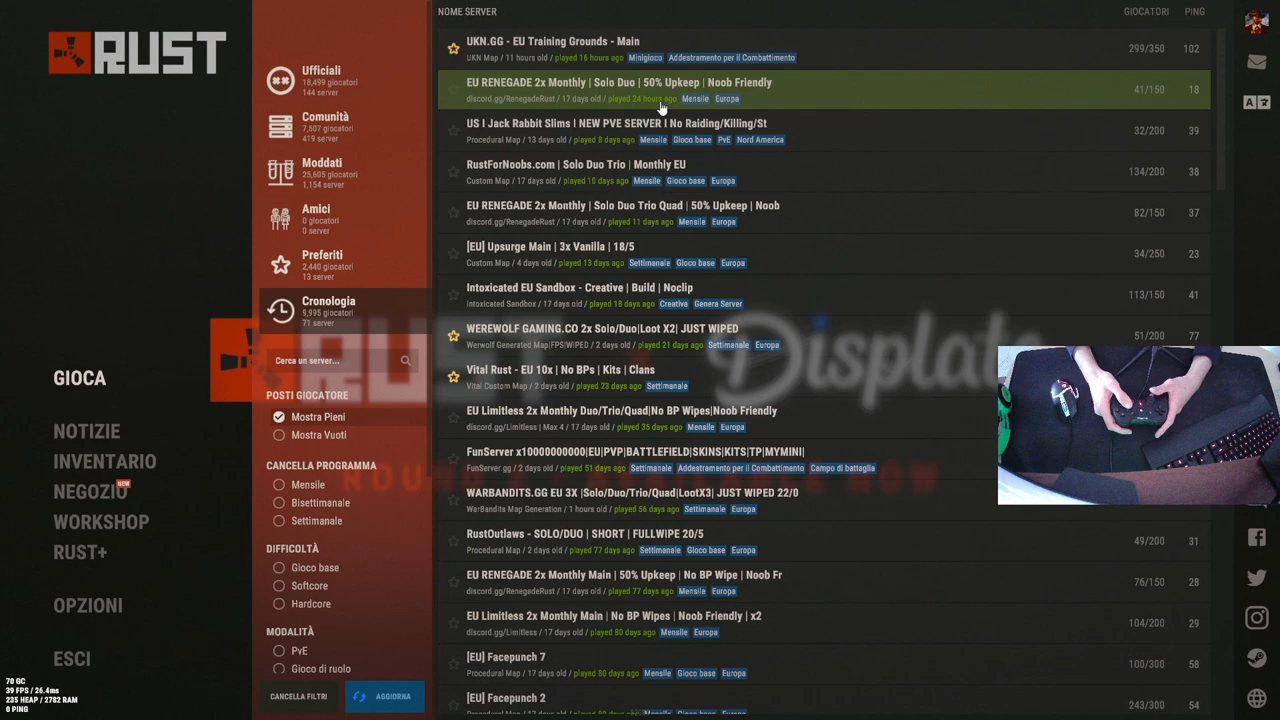 RUST
GIOCA
NOTIZIE
INVENTARIO
NEGOZIO NEW
WORKSHOP
RUST+
OPZIONI
ESCI
70 GC
39 FPS / 26.4ms
235 HEAP / 2782 RAM
0 PING
Ufficiali
18,499 giocatori
144 server
Comunità
7,507 giocatori
419 server
Moddati
25,605 giocatori
1,154 server
Amici
0 giocatori
0 server
Preferiti
2,440 giocatori
13 server
Cronologia
9,995 giocatori
71 server
Cerca un server...
POSTI GIOCATORE
Mostra Pieni
Mostra Vuoti
CANCELLA PROGRAMMA
Mensile
Bisettimanale
Settimanale
DIFFICOLTÀ
Gioco base
Softcore
Hardcore
MODALITÀ
PvE
Gioco di ruolo
CANCELLA FILTRI
AGGIORNA
NOME SERVER GIOCATORI PING
UKN.GG - EU Training Grounds - Main 299/350 102
UKN Map / 11 hours old / played 16 hours ago Minigioco Addestramento per il Combattimento
EU RENEGADE 2x Monthly | Solo Duo | 50% Upkeep | Noob Friendly 41/150 18
discord.gg/RenegadeRust / 17 days old / played 24 hours ago Mensile Europa
US | Jack Rabbit Slims | NEW PVE SERVER | No Raiding/Killing/St 32/200 39
Procedural Map / 13 days old / played 8 days ago Mensile Gioco base PvE Nord America
RustForNoobs.com | Solo Duo Trio | Monthly EU 134/200 38
Custom Map / 17 days old / played 10 days ago Mensile Gioco base Europa
EU RENEGADE 2x Monthly | Solo Duo Trio Quad | 50% Upkeep | Noob 37
discord.gg/RenegadeRust / 17 days old / played 11 days ago Mensile Europa
[EU] Upsurge Main | 3x Vanilla | 18/5 34/250 23
Custom Map / 4 days old / played 13 days ago Settimanale Gioco base Europa
Intoxicated EU Sandbox - Creative | Build | Noclip 113/150 41
Intoxicated Sandbox / 17 days old / played 18 days ago Creativa Genera Server
WEREWOLF GAMING.CO 2x Solo/Duo|Loot X2| JUST WIPED 51/200 77
Werwolf Generated Map|FPS|WIPED / 2 days old / played 21 days ago Settimanale Europa
Vital Rust - EU 10x | No BPs | Kits | Clans
Vital Custom Map / 2 days old / played 23 days ago Settimanale
EU Limitless 2x Monthly Duo/Trio/Quad|No BP Wipes|Noob Friendly
discord.gg/Limitless | Max 4 / 17 days old / played 35 days ago Mensile Europa
FunServer x10000000000|EU|PVP|BATTLEFIELD|SKINS|KITS|TP|MYMINI|
FunServer.gg / 2 days old / played 51 days ago Settimanale Addestramento per il Combattimento Campo di battaglia
WARBANDITS.GG EU 3X |Solo/Duo/Trio/Quad|LootX3| JUST WIPED 22/0
WarBandits Map Generation / 1 hours old / played 56 days ago Settimanale Europa
RustOutlaws - SOLO/DUO | SHORT | FULLWIPE 20/5 49/200 31
Procedural Map / 2 days old / played 77 days ago Settimanale Gioco base Europa
EU RENEGADE 2x Monthly Main | 50% Upkeep | No BP Wipe | Noob Fr 76/150 28
discord.gg/RenegadeRust / 17 days old / played 77 days ago Mensile Europa
EU Limitless 2x Monthly Main | No BP Wipes | Noob Friendly | x2 104/200 29
discord.gg/Limitless / 17 days old / played 80 days ago Mensile Europa
[EU] Facepunch 7 100/300 58
Procedural Map / 17 days old / played 80 days ago Mensile Gioco base Europa
[EU] Facepunch 2 243/300 54
RUST x Displate